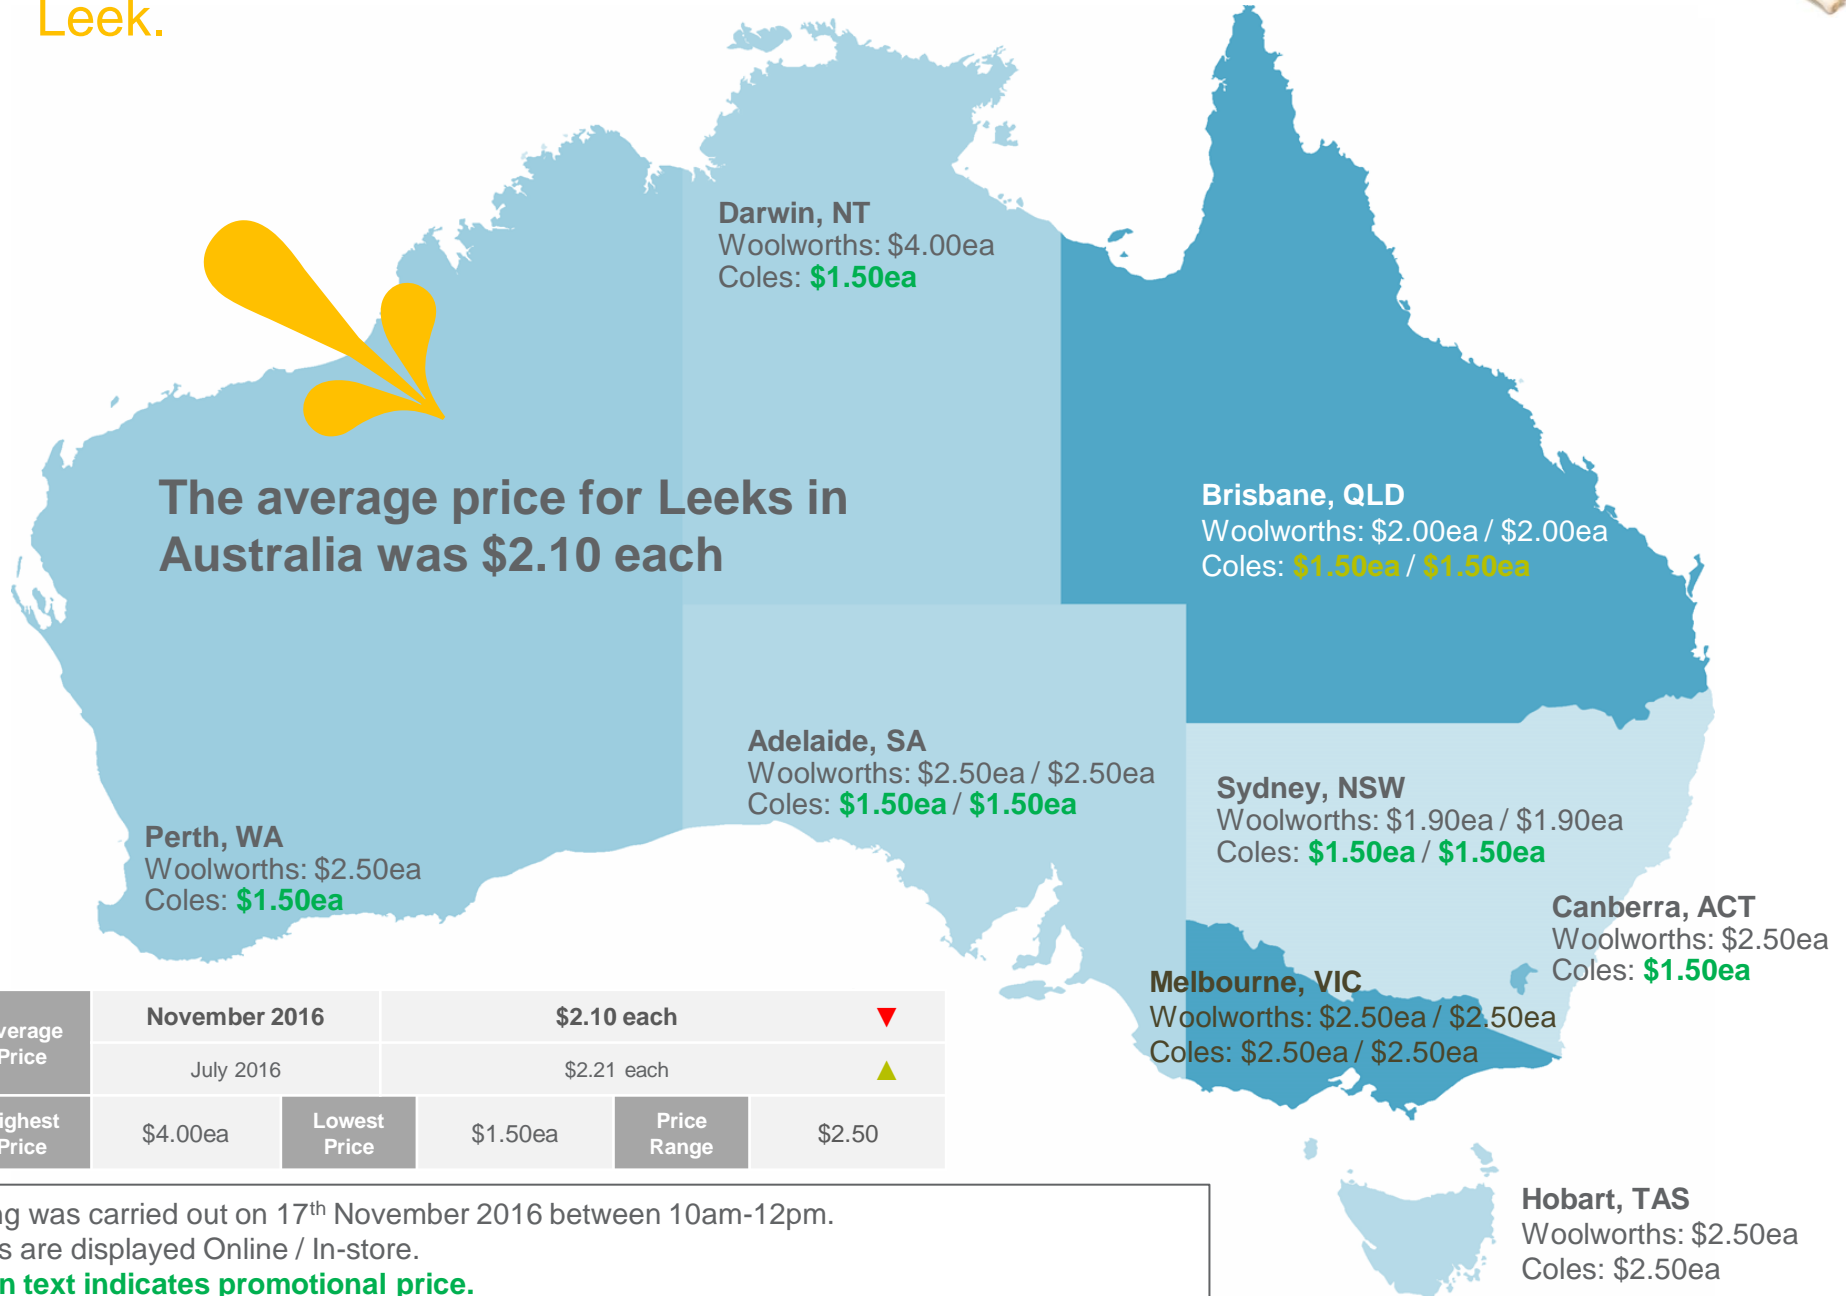 Leek.
Darwin, NT
Woolworths: $4.00ea
Coles: $1.50ea
The average price for Leeks in
Australia was $2.10 each
Brisbane, QLD
Woolworths: $2.00ea / $2.00ea
Coles: $1.50ea / $1.50ea
Adelaide, SA
Woolworths: $2.50ea / $2.50ea
Coles: $1.50ea / $1.50ea
Sydney, NSW
Woolworths: $1.90ea / $1.90ea
Coles: $1.50ea / $1.50ea
Perth, WA
Woolworths: $2.50ea
Coles: $1.50ea
Canberra, ACT
Woolworths: $2.50ea
Coles: $1.50ea
Melbourne, VIC
Woolworths: $2.50ea / $2.50ea
Coles: $2.50ea / $2.50ea
verage
Price
November 2016 $2.10 each ▼
July 2016 $2.21 each ▲
ighest
Price
$4.00ea
Lowest
Price
$1.50ea
Price
Range
$2.50
Hobart, TAS
Woolworths: $2.50ea
Coles: $2.50ea
ng was carried out on 17th November 2016 between 10am-12pm.
s are displayed Online / In-store.
n text indicates promotional price.